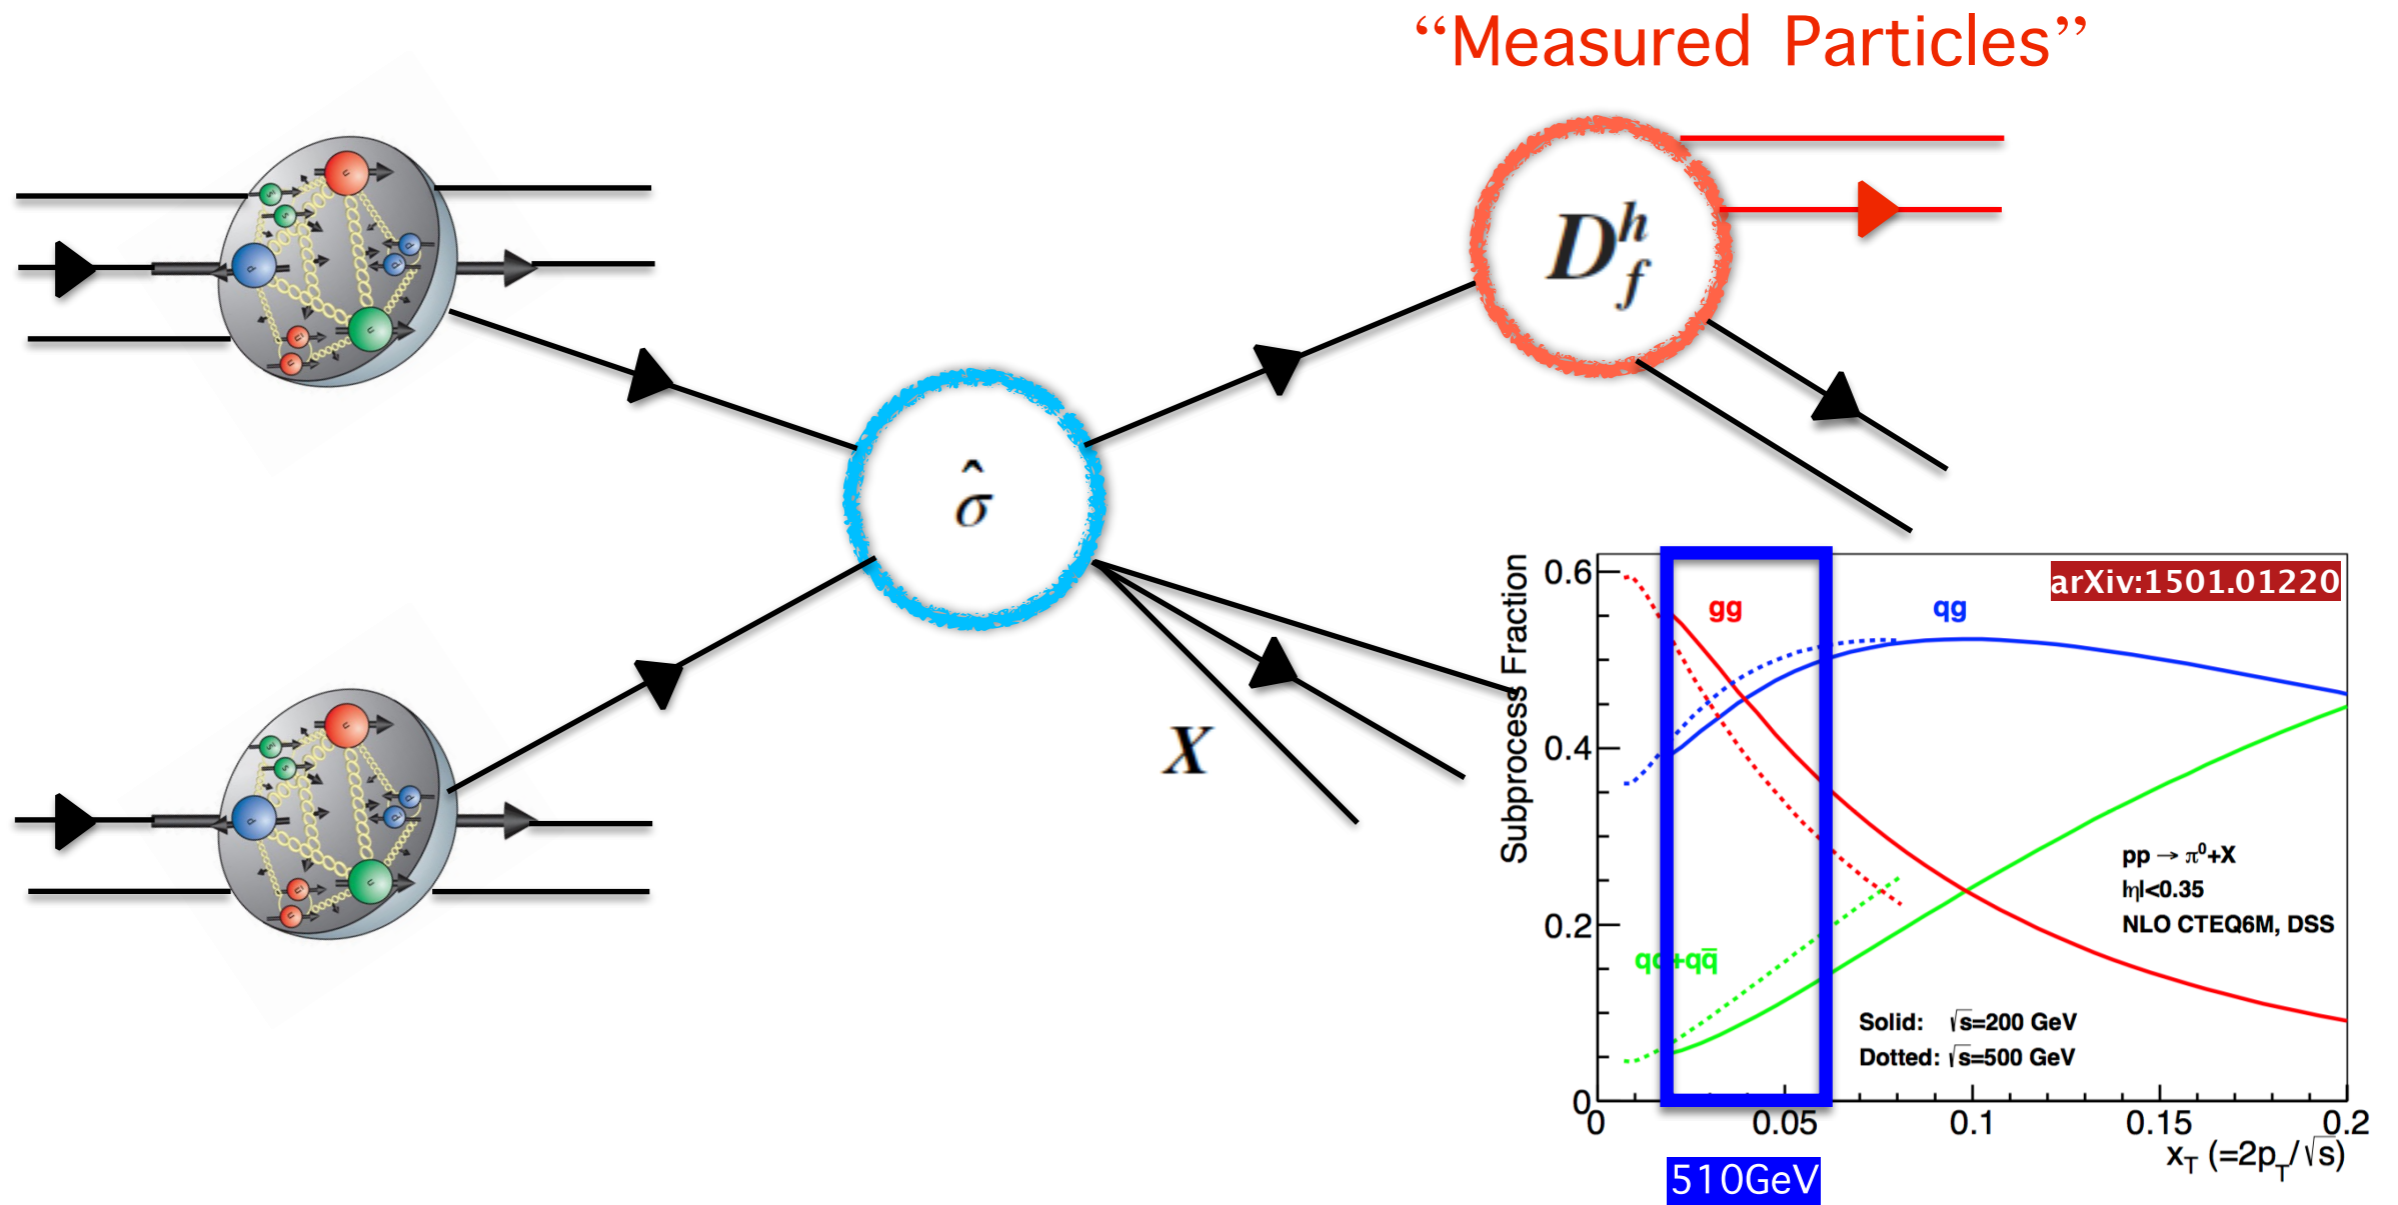 “Measured Particles”
D_f^h
σ̂
X
arXiv:1501.01220
Subprocess Fraction
0.6
0.4
0.2
0
gg
qg
qq+qq̅
pp → π⁰+X
|η|<0.35
NLO CTEQ6M, DSS
Solid: √s=200 GeV
Dotted: √s=500 GeV
0 0.05 0.1 0.15 0.2
x_T (=2p_T/√s)
510GeV